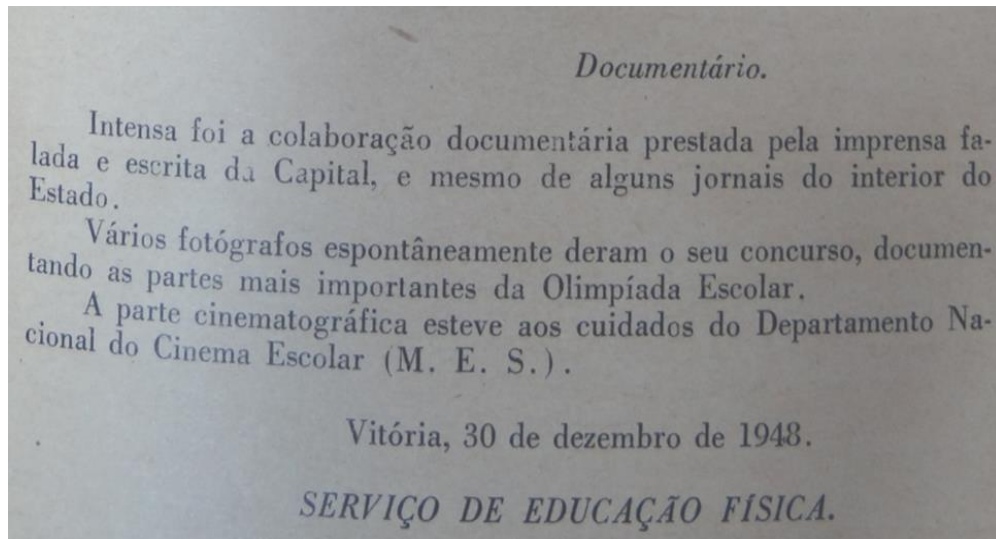 Documentário.
Intensa foi a colaboração documentária prestada pela imprensa fa-
lada e escrita da Capital, e mesmo de alguns jornais do interior do
Estado.
Vários fotógrafos espontâneamente deram o seu concurso, documen-
tando as partes mais importantes da Olimpíada Escolar.
A parte cinematográfica esteve aos cuidados do Departamento Na-
cional do Cinema Escolar (M. E. S.).
Vitória, 30 de dezembro de 1948.
SERVIÇO DE EDUCAÇÃO FÍSICA.